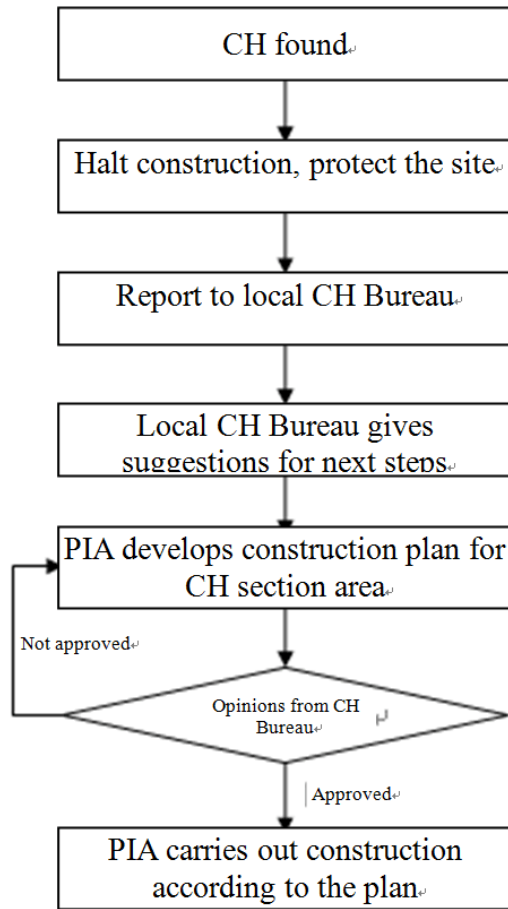 CH found
Halt construction, protect the site
Report to local CH Bureau
Local CH Bureau gives
suggestions for next steps
PIA develops construction plan for
CH section area
Not approved
Opinions from CH
Bureau
Approved
PIA carries out construction
according to the plan